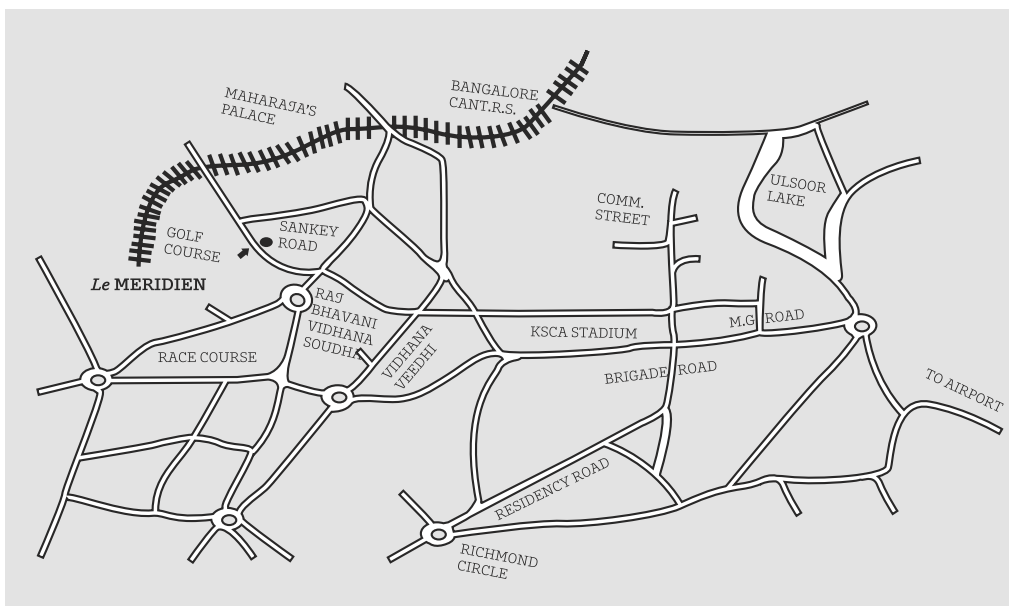 MAHARAJA'S
PALACE
BANGALORE
CANT.R.S.
ULSOOR
LAKE
COMM.
STREET
SANKEY
ROAD
GOLF
COURSE
Le MERIDIEN
RAJ
BHAVANI
VIDHANA
SOUDHA
VIDHANA
VEEDHI
KSCA STADIUM
M.G ROAD
RACE COURSE
BRIGADE ROAD
TO AIRPORT
RESIDENCY ROAD
RICHMOND
CIRCLE